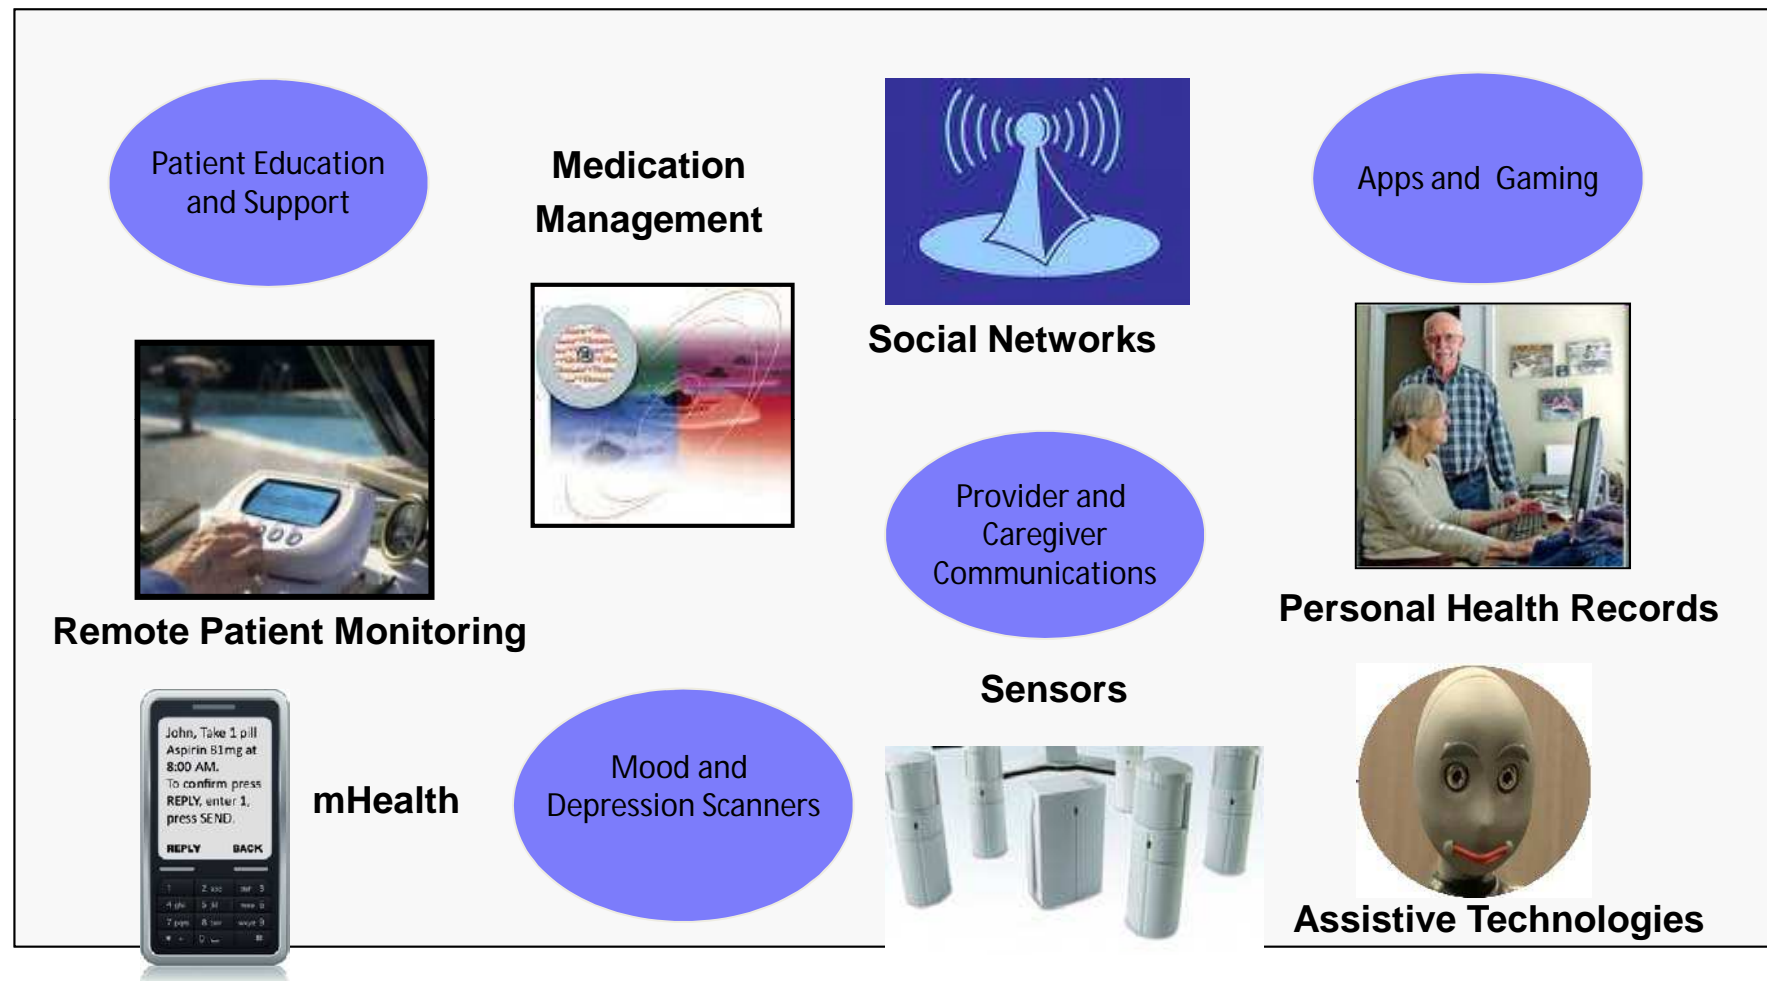 Patient Education
and Support
Medication
Management
Social Networks
Apps and Gaming
Remote Patient Monitoring
Provider and
Caregiver
Communications
Personal Health Records
John, Take 1 pill
Aspirin 81mg at
8:00 AM.
To confirm press
REPLY, enter 1,
press SEND.
REPLY BACK
mHealth
Mood and
Depression Scanners
Sensors
Assistive Technologies